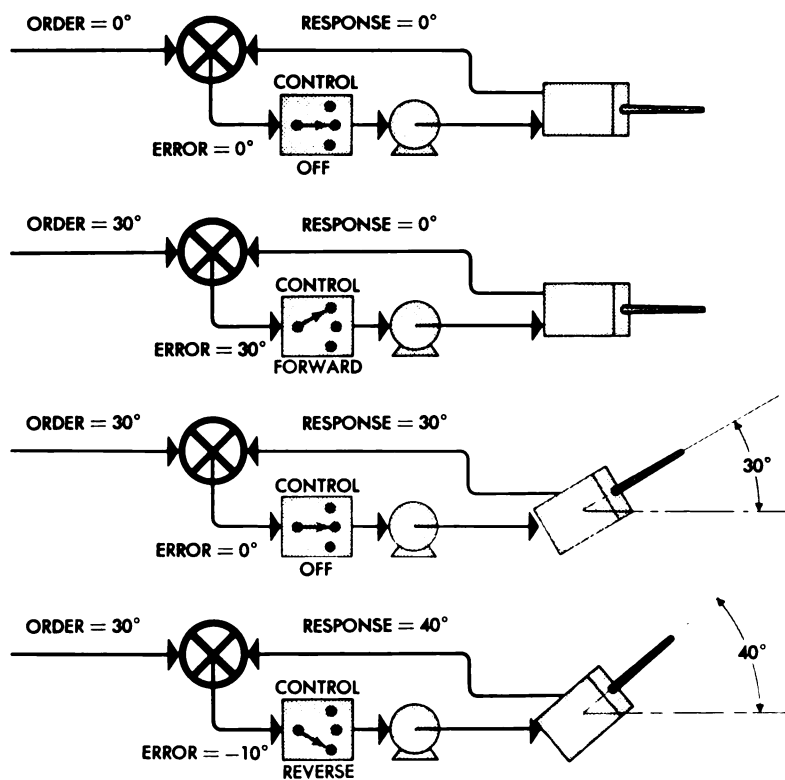 ORDER = 0°
RESPONSE = 0°
CONTROL
ERROR = 0°
OFF
ORDER = 30°
RESPONSE = 0°
CONTROL
ERROR = 30°
FORWARD
ORDER = 30°
RESPONSE = 30°
30°
CONTROL
ERROR = 0°
OFF
ORDER = 30°
RESPONSE = 40°
40°
CONTROL
ERROR = -10°
REVERSE